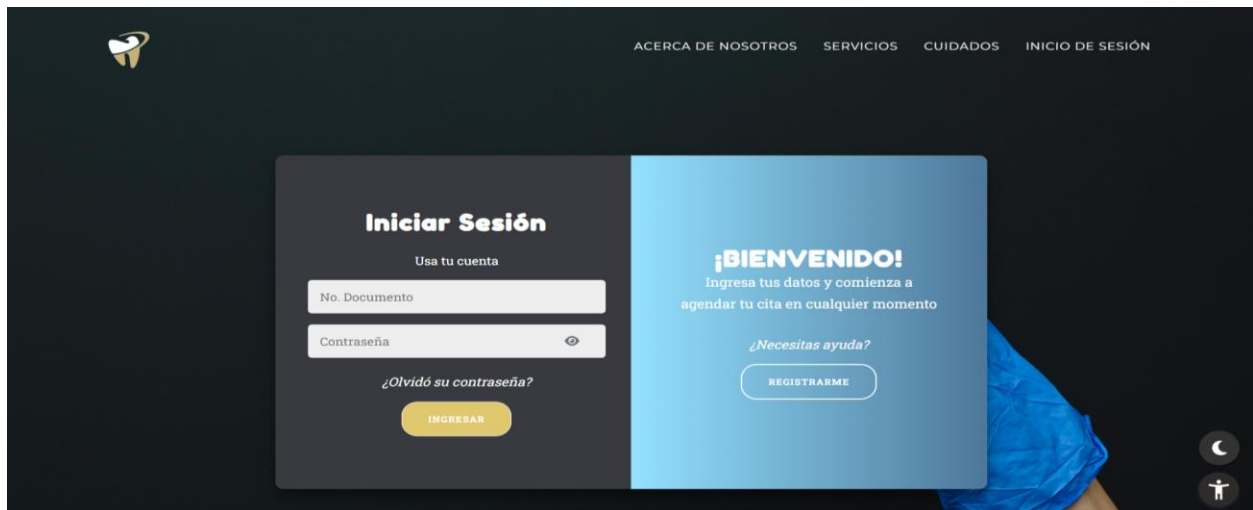 ACERCA DE NOSOTROS SERVICIOS CUIDADOS INICIO DE SESIÓN
Iniciar Sesión
Usa tu cuenta
No. Documento
Contraseña
¿Olvidó su contraseña?
INGRESAR
¡BIENVENIDO!
Ingresa tus datos y comienza a
agendar tu cita en cualquier momento
¿Necesitas ayuda?
REGISTRARME